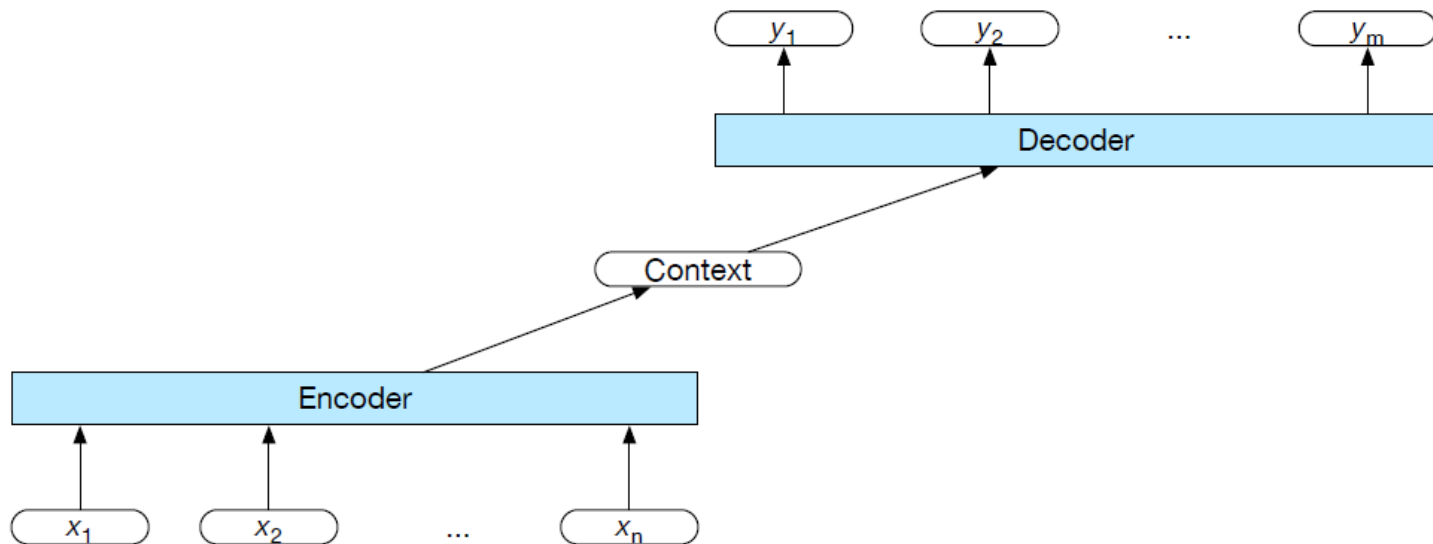 y1 y2 ... ym
Decoder
Context
Encoder
x1 x2 ... xn